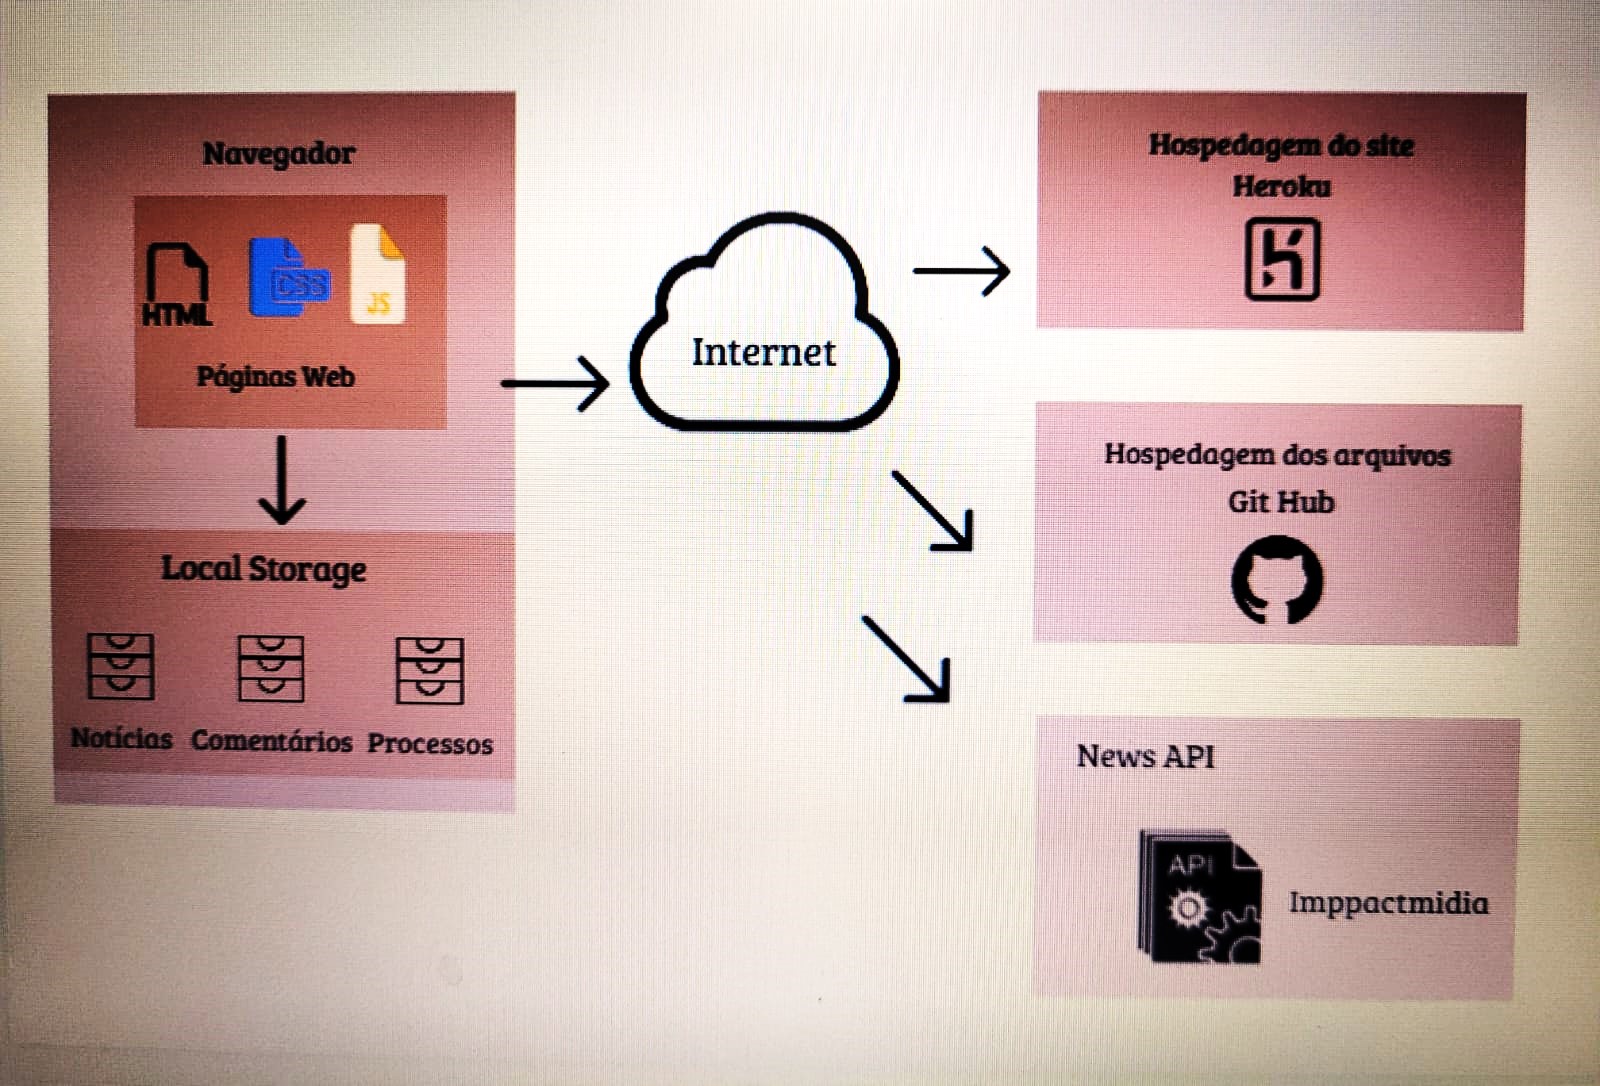 Navegador
HTML
CSS
JS
Páginas Web
Local Storage
Notícias
Comentários
Processos
Internet
Hospedagem do site
Heroku
Hospedagem dos arquivos
Git Hub
News API
API
Imppactmidia